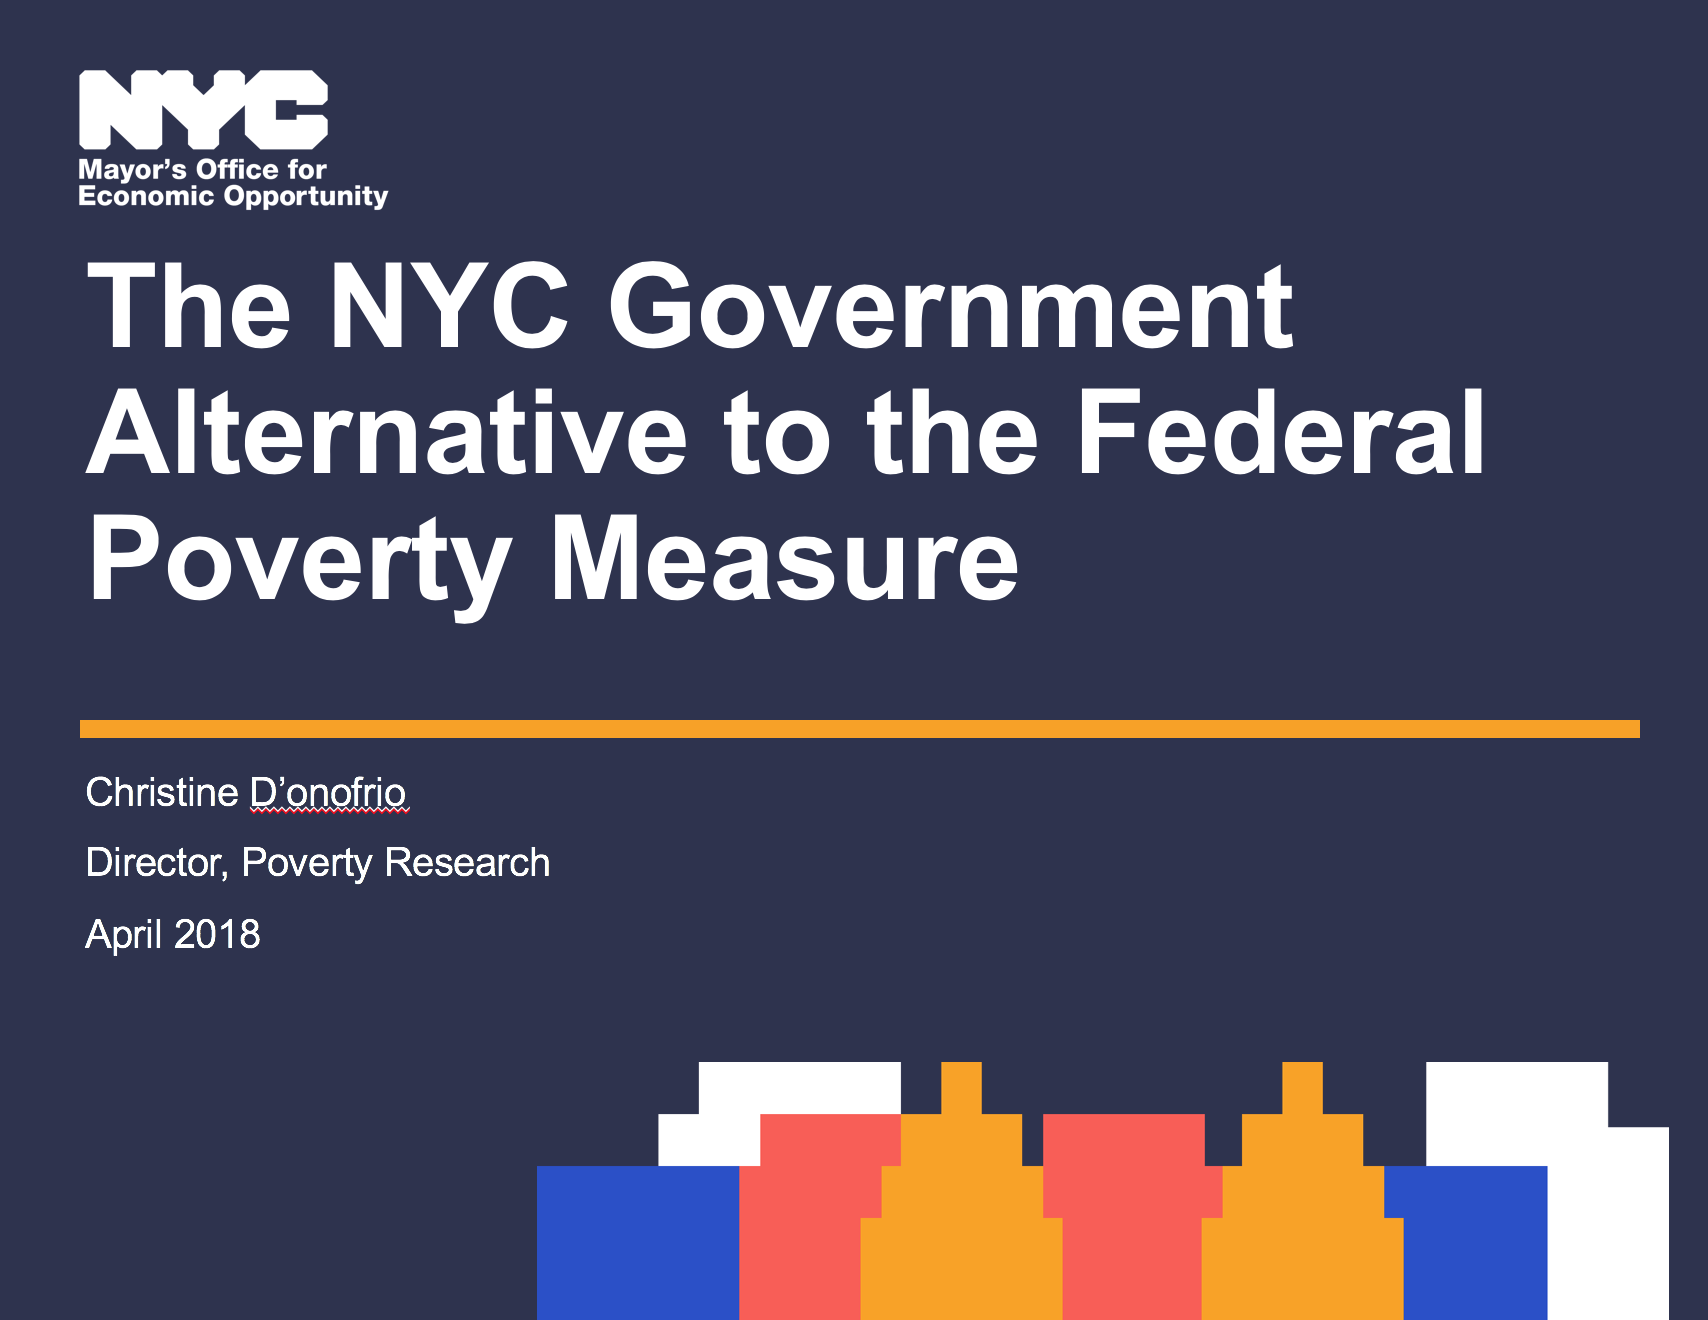 NYC
Mayor’s Office for
Economic Opportunity
The NYC Government
Alternative to the Federal
Poverty Measure
Christine D’onofrio
Director, Poverty Research
April 2018